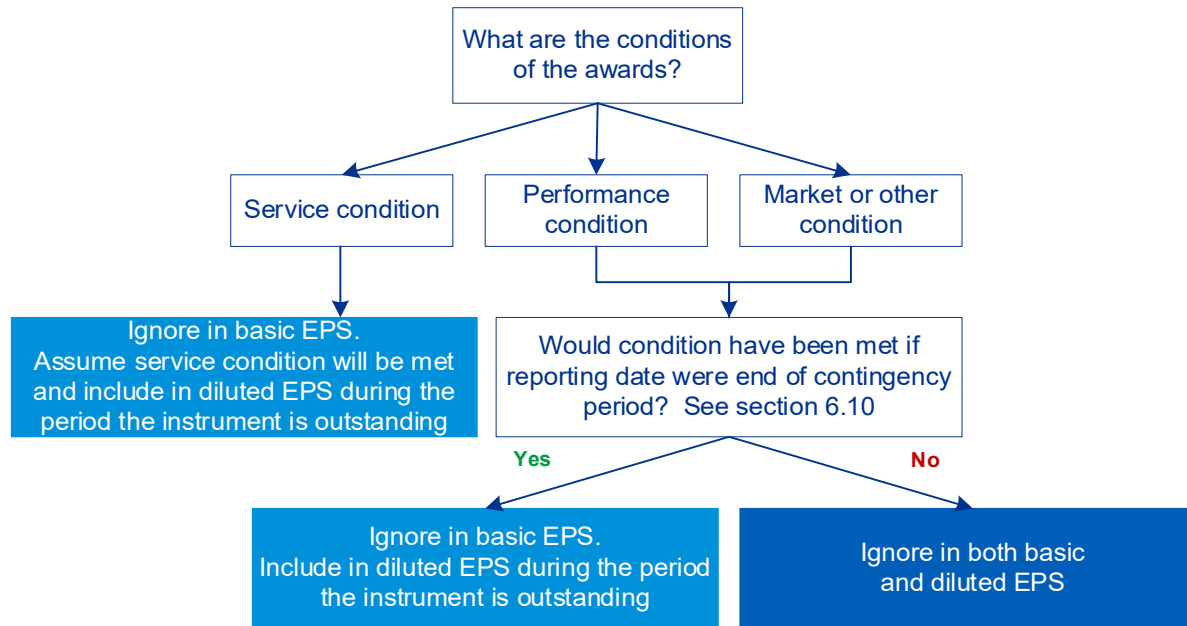 What are the conditions
of the awards?
Service condition
Performance
condition
Market or other
condition
Ignore in basic EPS.
Assume service condition will be met
and include in diluted EPS during the
period the instrument is outstanding
Would condition have been met if
reporting date were end of contingency
period? See section 6.10
Yes
No
Ignore in basic EPS.
Include in diluted EPS during the period
the instrument is outstanding
Ignore in both basic
and diluted EPS